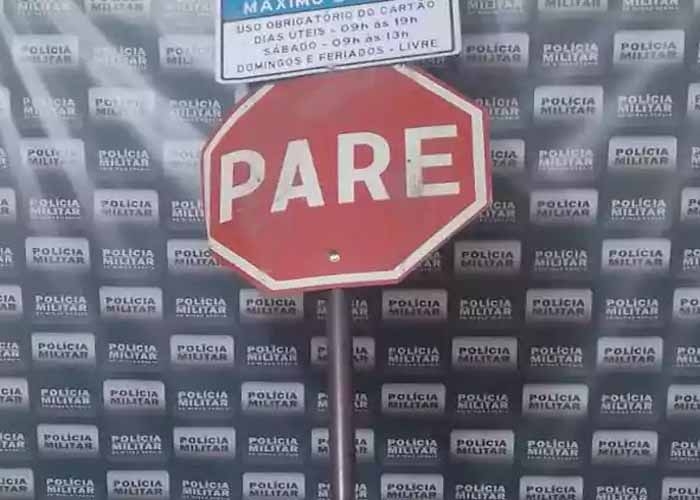 MÁXIMO
USO OBRIGATÓRIO DO CARTÃO
DIAS ÚTEIS - 09h às 19h
SÁBADO - 09h às 13h
DOMINGOS E FERIADOS - LIVRE
PARE
POLÍCIA
MILITAR